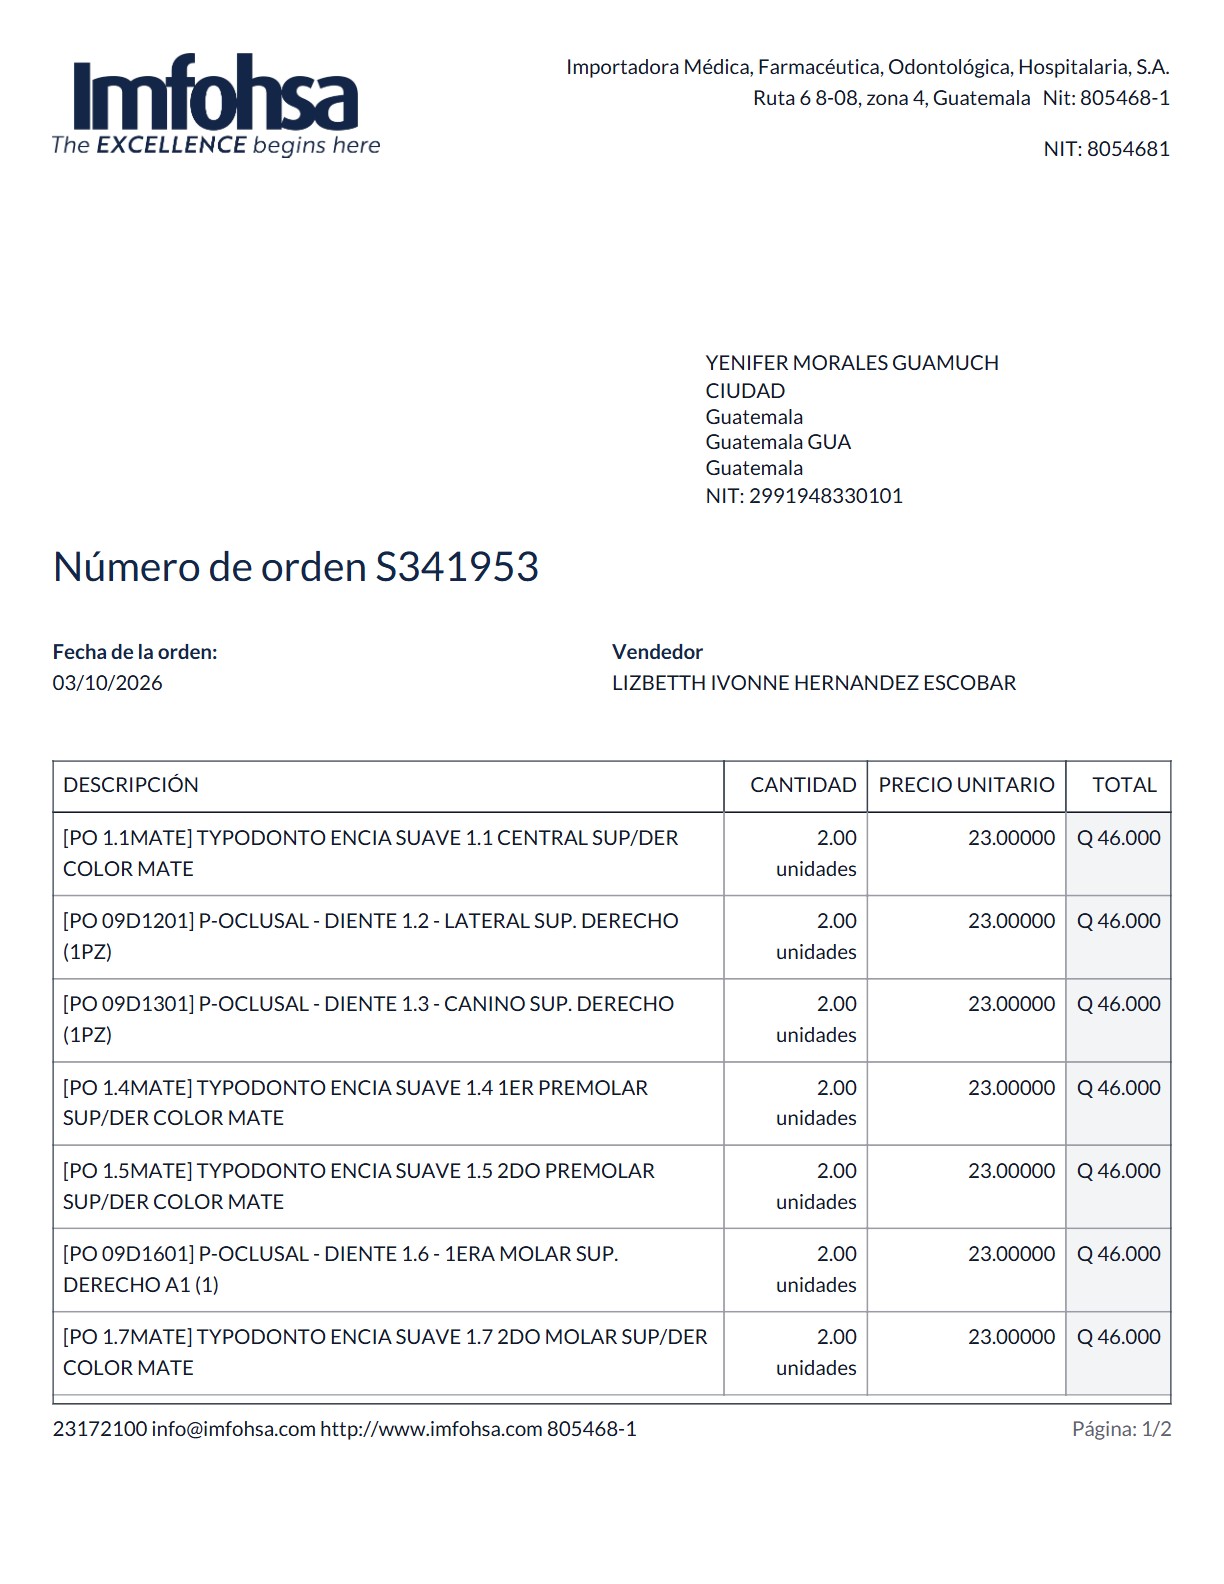 Imfohsa
The EXCELLENCE begins here
Importadora Médica, Farmacéutica, Odontológica, Hospitalaria, S.A.
Ruta 6 8-08, zona 4, Guatemala Nit: 805468-1
NIT: 8054681
YENIFER MORALES GUAMUCH
CIUDAD
Guatemala
Guatemala GUA
Guatemala
NIT: 2991948330101
Número de orden S341953
Fecha de la orden: Vendedor
03/10/2026 LIZBETTH IVONNE HERNANDEZ ESCOBAR
DESCRIPCIÓN CANTIDAD PRECIO UNITARIO TOTAL
[PO 1.1MATE] TYPODONTO ENCIA SUAVE 1.1 CENTRAL SUP/DER 2.00 23.00000 Q 46.000
COLOR MATE unidades
[PO 09D1201] P-OCLUSAL - DIENTE 1.2 - LATERAL SUP. DERECHO 2.00 23.00000 Q 46.000
(1PZ) unidades
[PO 09D1301] P-OCLUSAL - DIENTE 1.3 - CANINO SUP. DERECHO 2.00 23.00000 Q 46.000
(1PZ) unidades
[PO 1.4MATE] TYPODONTO ENCIA SUAVE 1.4 1ER PREMOLAR 2.00 23.00000 Q 46.000
SUP/DER COLOR MATE unidades
[PO 1.5MATE] TYPODONTO ENCIA SUAVE 1.5 2DO PREMOLAR 2.00 23.00000 Q 46.000
SUP/DER COLOR MATE unidades
[PO 09D1601] P-OCLUSAL - DIENTE 1.6 - 1ERA MOLAR SUP. 2.00 23.00000 Q 46.000
DERECHO A1 (1) unidades
[PO 1.7MATE] TYPODONTO ENCIA SUAVE 1.7 2DO MOLAR SUP/DER 2.00 23.00000 Q 46.000
COLOR MATE unidades
23172100 info@imfohsa.com http://www.imfohsa.com 805468-1 Página: 1/2